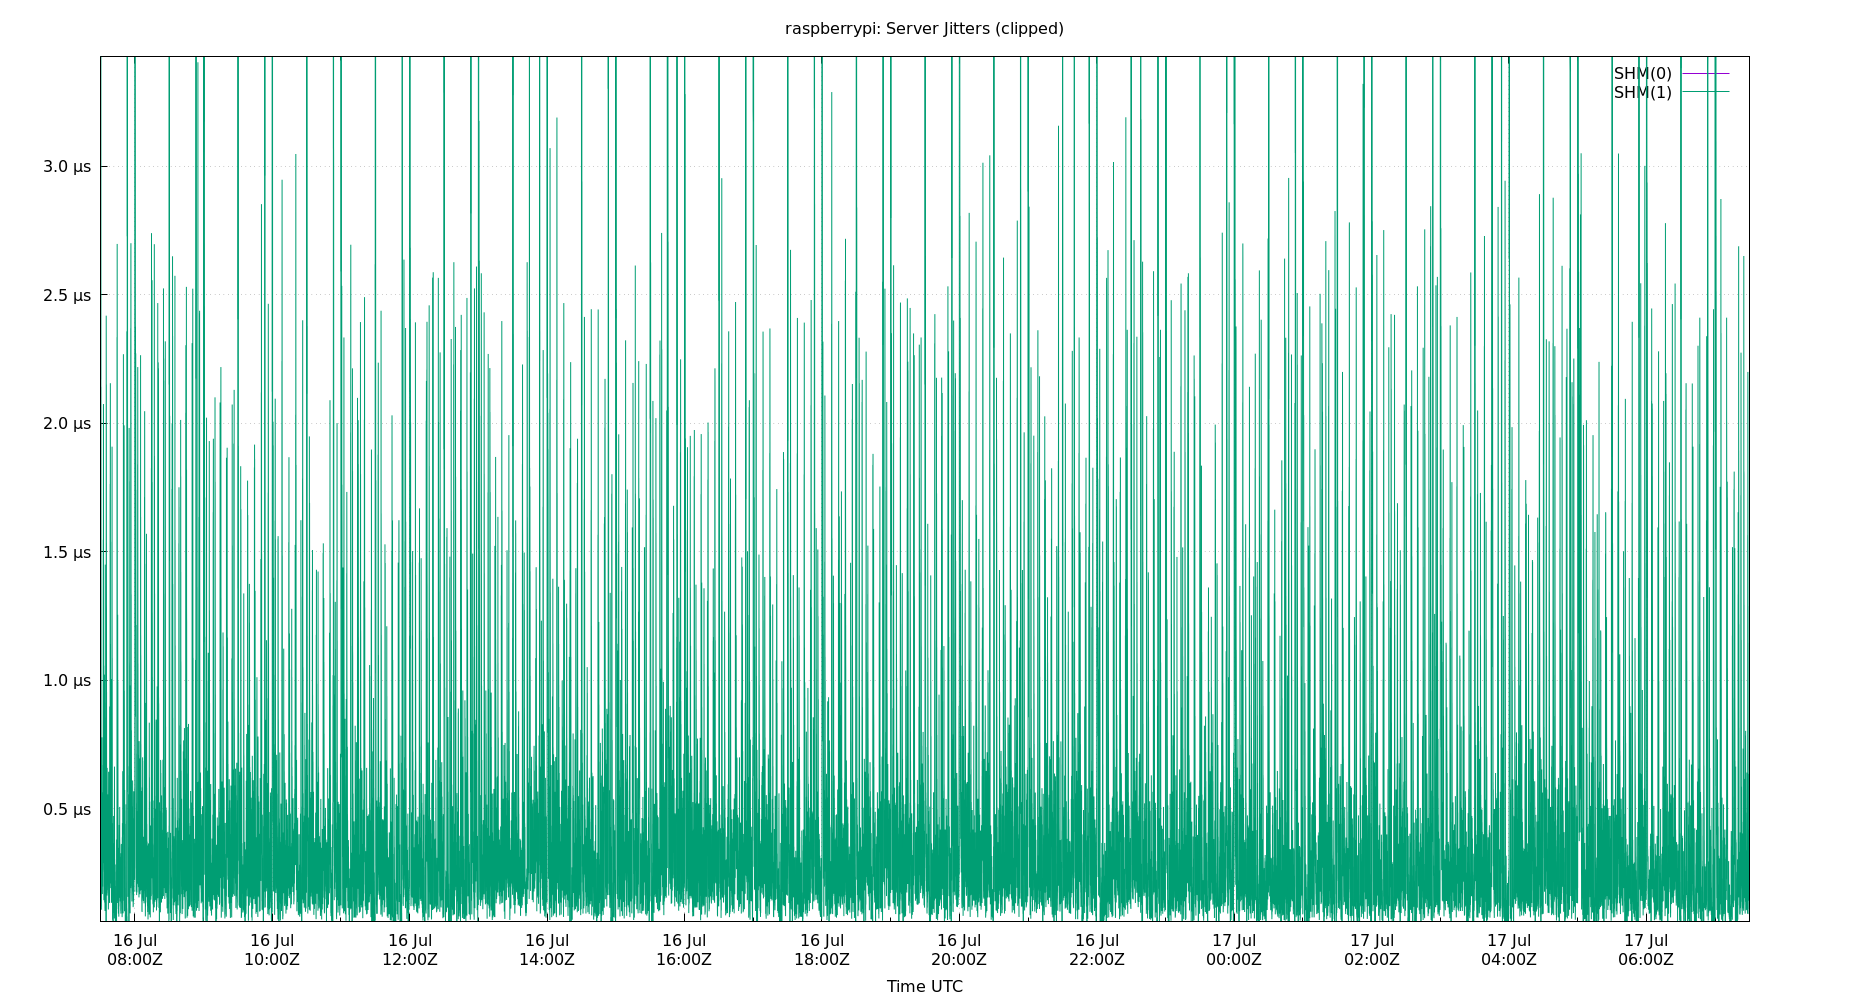 raspberrypi: Server Jitters (clipped)
SHM(0)
SHM(1)
3.0 µs
2.5 µs
2.0 µs
1.5 µs
1.0 µs
0.5 µs
16 Jul 16 Jul 16 Jul 16 Jul 16 Jul 16 Jul 16 Jul 16 Jul 17 Jul 17 Jul 17 Jul 17 Jul
08:00Z 10:00Z 12:00Z 14:00Z 16:00Z 18:00Z 20:00Z 22:00Z 00:00Z 02:00Z 04:00Z 06:00Z
Time UTC